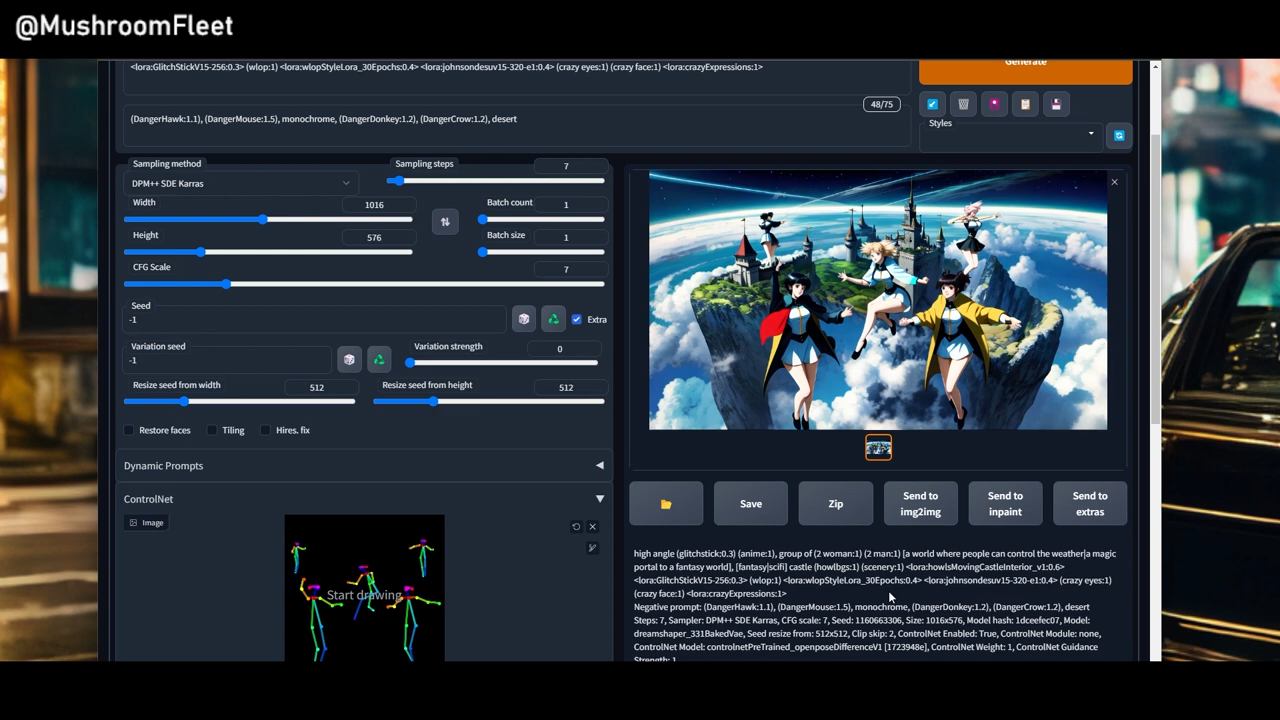 @MushroomFleet
<lora:GlitchStickV15-256:0.3> (wlop:1) <lora:wlopStyleLora_30Epochs:0.4> <lora:johnsondesuv15-320-e1:0.4> (crazy eyes:1) (crazy face:1) <lora:crazyExpressions:1>
Generate
48/75
(DangerHawk:1.1), (DangerMouse:1.5), monochrome, (DangerDonkey:1.2), (DangerCrow:1.2), desert
Styles
Sampling method
Sampling steps
7
DPM++ SDE Karras
Width
1016
Batch count
1
Height
576
Batch size
1
CFG Scale
7
Seed
-1
Extra
Variation seed
-1
Variation strength
0
Resize seed from width
512
Resize seed from height
512
Restore faces
Tiling
Hires. fix
Dynamic Prompts
ControlNet
Image
Start drawing
Save
Zip
Send to
img2img
Send to
inpaint
Send to
extras
high angle (glitchstick:0.3) (anime:1), group of (2 woman:1) (2 man:1) [a world where people can control the weather|a magic
portal to a fantasy world], [fantasy|scifi] castle (howlbgs:1) (scenery:1) <lora:howlsMovingCastleInterior_v1:0.6>
<lora:GlitchStickV15-256:0.3> (wlop:1) <lora:wlopStyleLora_30Epochs:0.4> <lora:johnsondesuv15-320-e1:0.4> (crazy eyes:1)
(crazy face:1) <lora:crazyExpressions:1>
Negative prompt: (DangerHawk:1.1), (DangerMouse:1.5), monochrome, (DangerDonkey:1.2), (DangerCrow:1.2), desert
Steps: 7, Sampler: DPM++ SDE Karras, CFG scale: 7, Seed: 1160663306, Size: 1016x576, Model hash: 1dceefec07, Model:
dreamshaper_331BakedVae, Seed resize from: 512x512, Clip skip: 2, ControlNet Enabled: True, ControlNet Module: none,
ControlNet Model: controlnetPreTrained_openposeDifferenceV1 [1723948e], ControlNet Weight: 1, ControlNet Guidance
Strength: 1